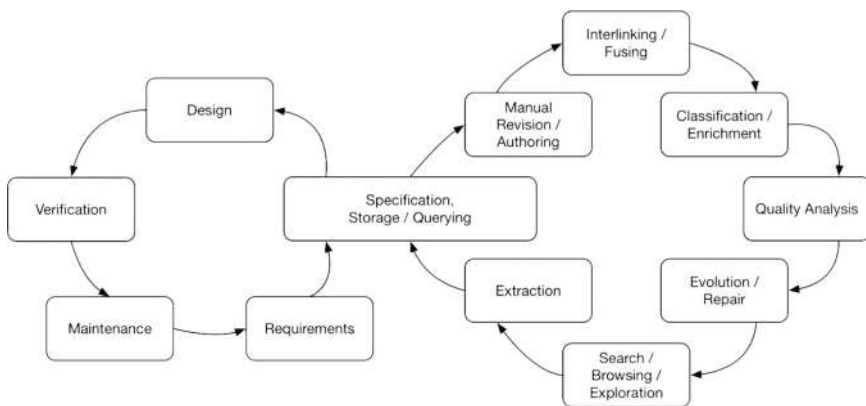 Interlinking /
Fusing
Design
Manual
Revision /
Authoring
Classification /
Enrichment
Verification
Specification,
Storage / Querying
Quality Analysis
Maintenance
Requirements
Extraction
Evolution /
Repair
Search /
Browsing /
Exploration